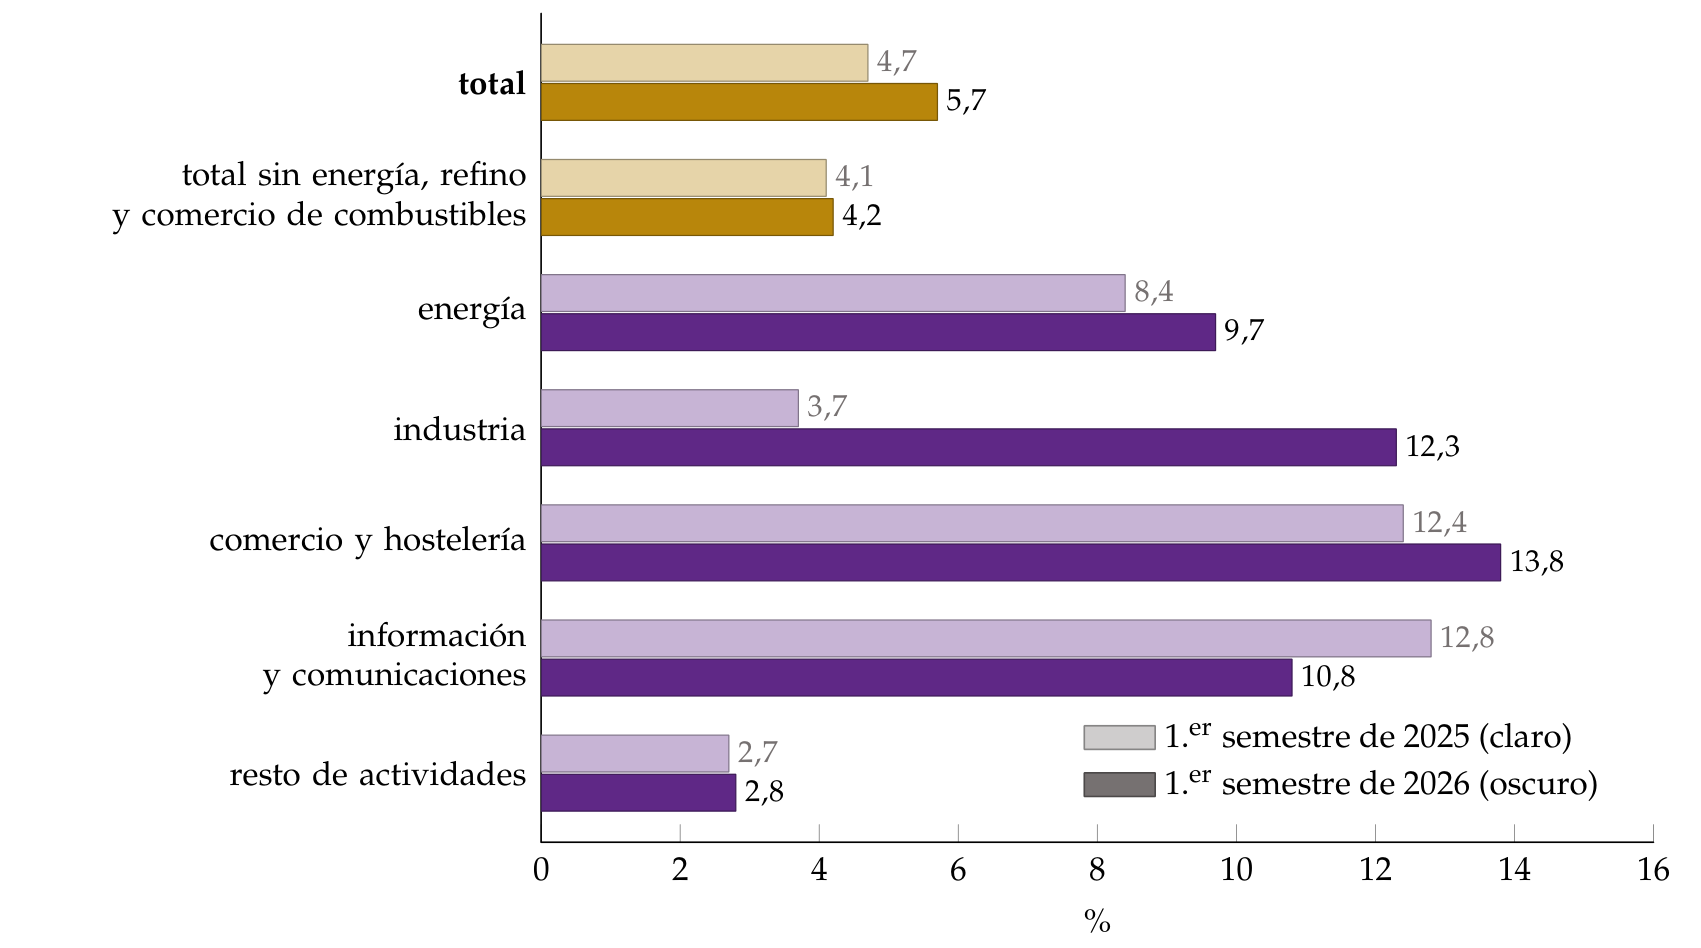 total
4,7
5,7
total sin energía, refino
y comercio de combustibles
4,1
4,2
energía
8,4
9,7
industria
3,7
12,3
comercio y hostelería
12,4
13,8
información
y comunicaciones
12,8
10,8
resto de actividades
2,7
2,8
1.er semestre de 2025 (claro)
1.er semestre de 2026 (oscuro)
0 2 4 6 8 10 12 14 16
%